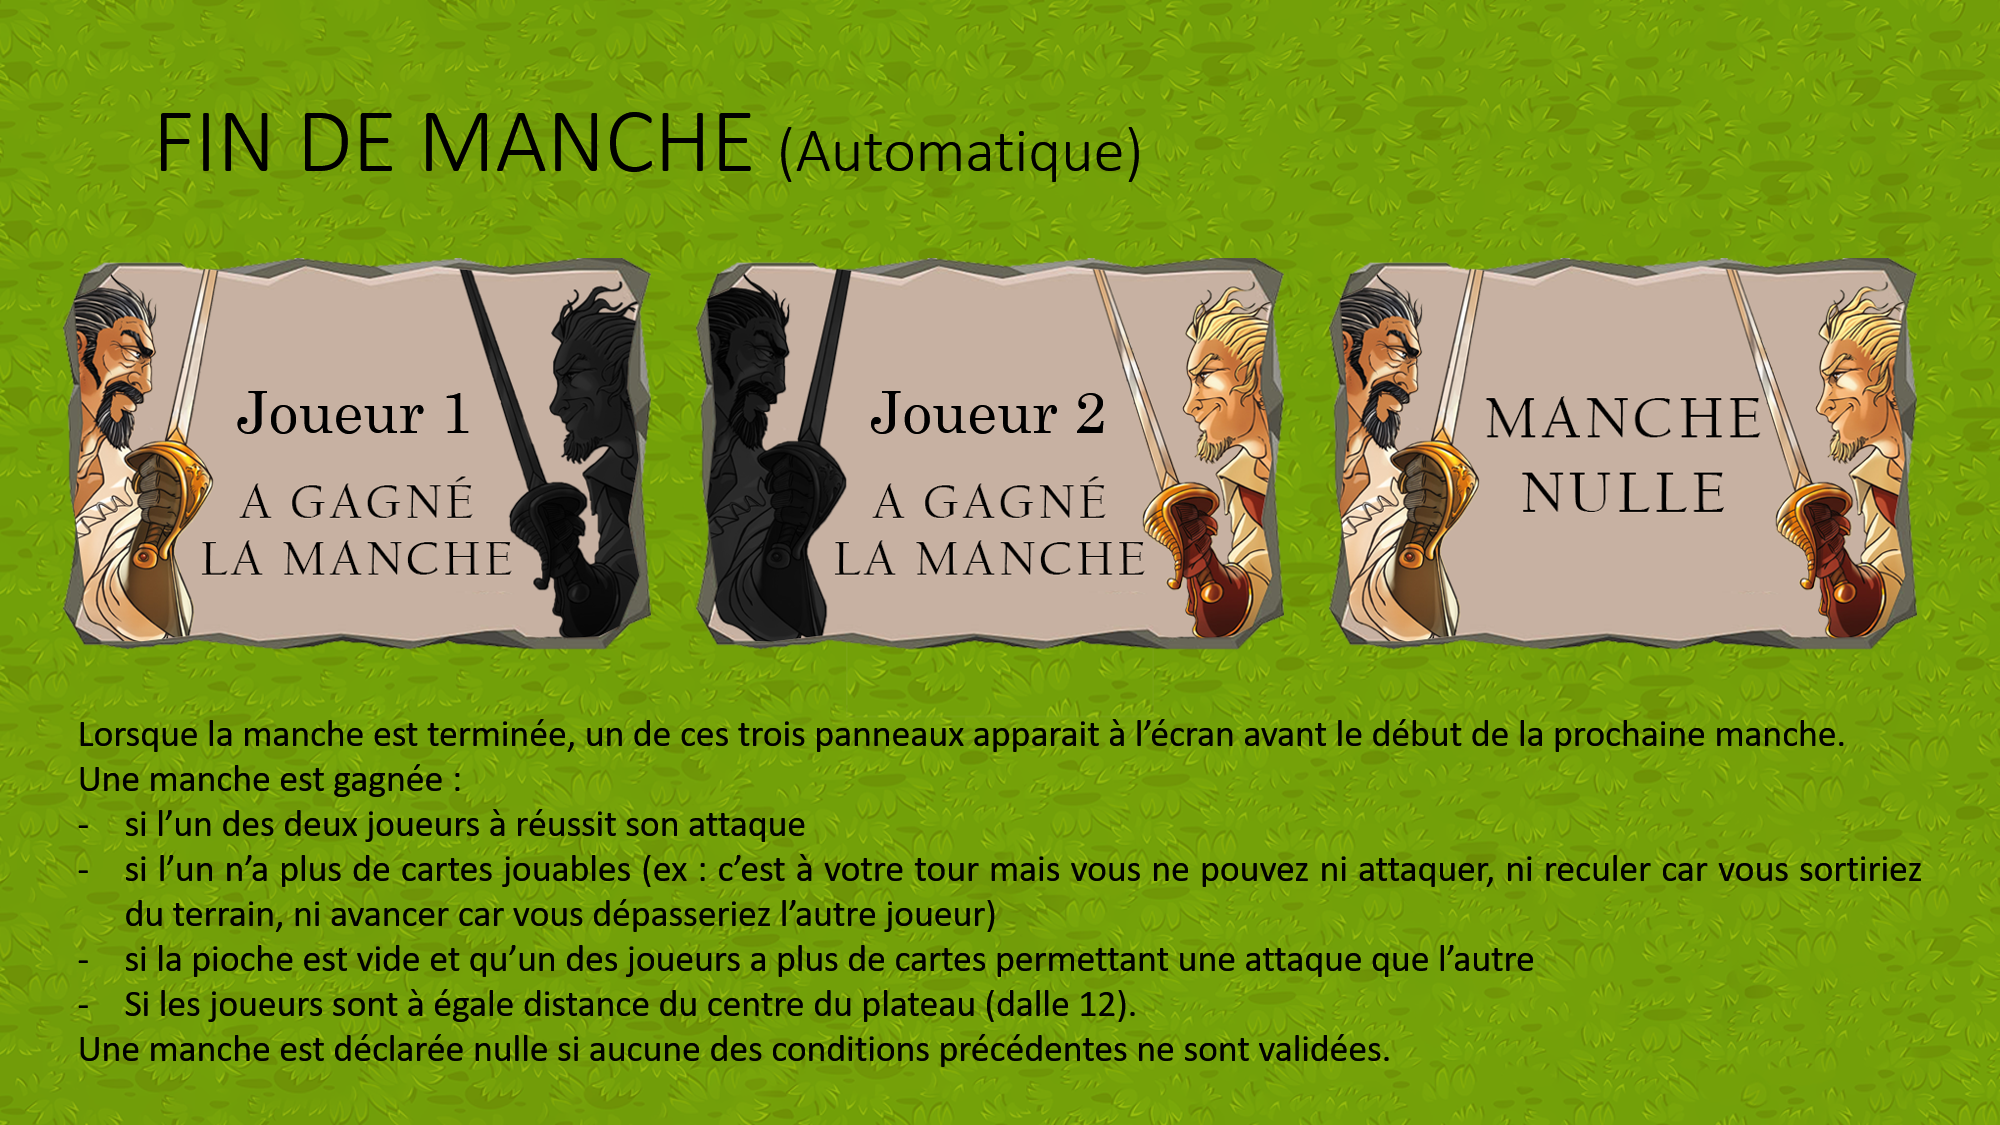 FIN DE MANCHE (Automatique)
Joueur 1
A GAGNÉ
LA MANCHE
Joueur 2
A GAGNÉ
LA MANCHE
MANCHE
NULLE
Lorsque la manche est terminée, un de ces trois panneaux apparait à l’écran avant le début de la prochaine manche.
Une manche est gagnée :
- si l’un des deux joueurs à réussit son attaque
- si l’un n’a plus de cartes jouables (ex : c’est à votre tour mais vous ne pouvez ni attaquer, ni reculer car vous sortiriez
du terrain, ni avancer car vous dépasseriez l’autre joueur)
- si la pioche est vide et qu’un des joueurs a plus de cartes permettant une attaque que l’autre
- Si les joueurs sont à égale distance du centre du plateau (dalle 12).
Une manche est déclarée nulle si aucune des conditions précédentes ne sont validées.